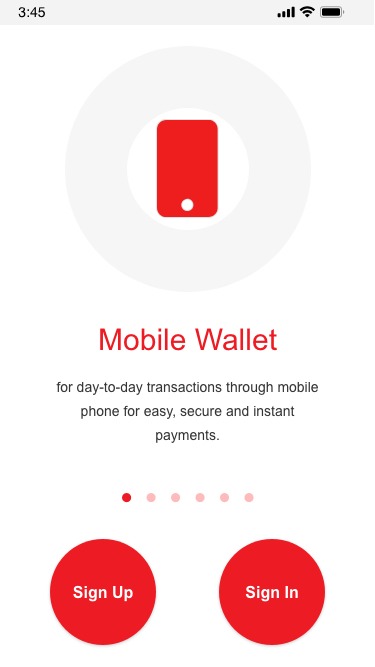 3:45
Mobile Wallet
for day-to-day transactions through mobile
phone for easy, secure and instant
payments.
Sign Up
Sign In